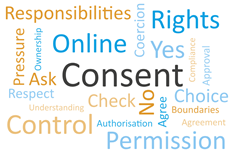 Responsibilities
Coercion
Rights
Pressure
Ownership
Online
Yes
Compliance
Approval
Ask
Consent
Respect
Check
No
Agree
Choice
Understanding
Boundaries
Control
Authorisation
Agreement
Permission